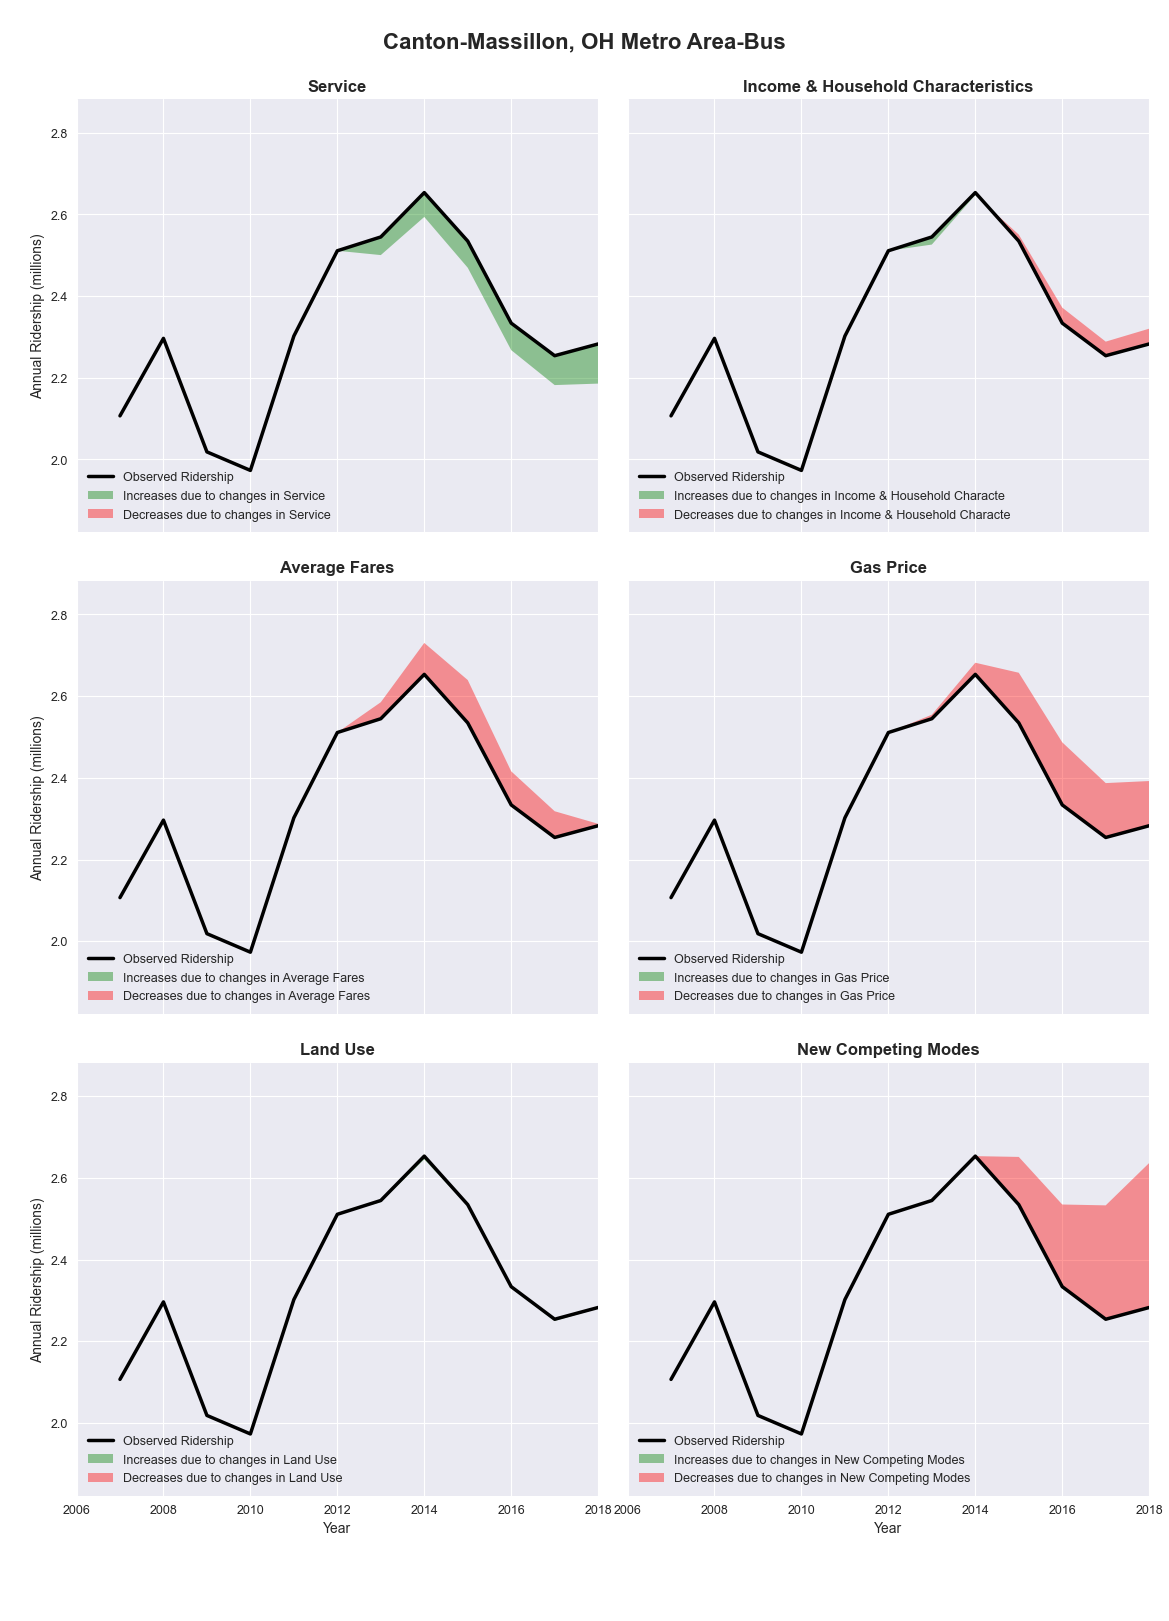 Canton-Massillon, OH Metro Area-Bus
Service
2.8
2.6
2.4
2.2
2.0
Annual Ridership (millions)
Observed Ridership
Increases due to changes in Service
Decreases due to changes in Service
Income & Household Characteristics
Observed Ridership
Increases due to changes in Income & Household Characte
Decreases due to changes in Income & Household Characte
Average Fares
2.8
2.6
2.4
2.2
2.0
Annual Ridership (millions)
Observed Ridership
Increases due to changes in Average Fares
Decreases due to changes in Average Fares
Gas Price
Observed Ridership
Increases due to changes in Gas Price
Decreases due to changes in Gas Price
Land Use
2.8
2.6
2.4
2.2
2.0
Annual Ridership (millions)
Observed Ridership
Increases due to changes in Land Use
Decreases due to changes in Land Use
2006 2008 2010 2012 2014 2016 2018
Year
New Competing Modes
Observed Ridership
Increases due to changes in New Competing Modes
Decreases due to changes in New Competing Modes
2006 2008 2010 2012 2014 2016 2018
Year